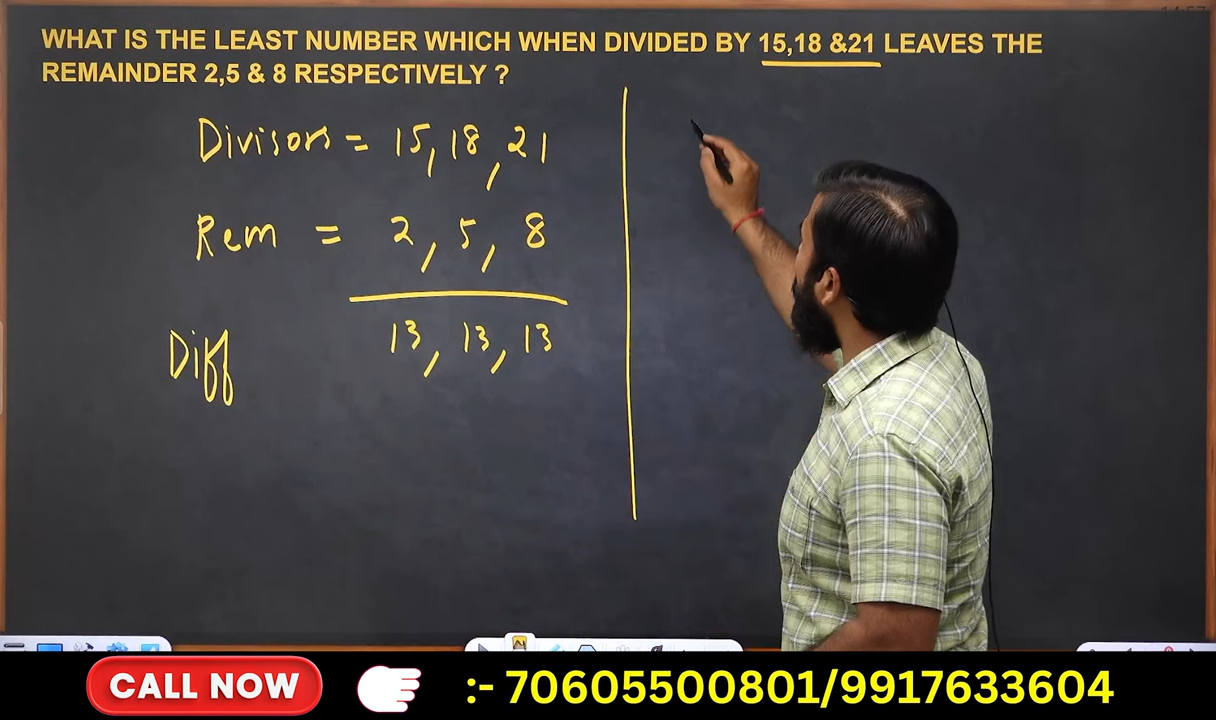 WHAT IS THE LEAST NUMBER WHICH WHEN DIVIDED BY 15,18 &21 LEAVES THE
REMAINDER 2,5 & 8 RESPECTIVELY ?
Divisors = 15, 18, 21
Rem = 2, 5, 8
Diff 13, 13, 13
CALL NOW :- 70605500801/9917633604